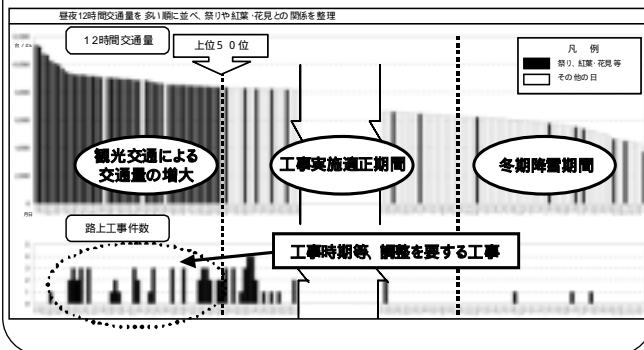 昼夜12時間交通量を多い順に並べ、祭りや紅葉・花見との関係を整理
12時間交通量
上位50位
凡 例
祭り、紅葉・花見等
その他の日
観光交通による
交通量の増大
工事実施適正期間
冬期降雪期間
月日
路上工事件数
工事時期等、調整を要する工事